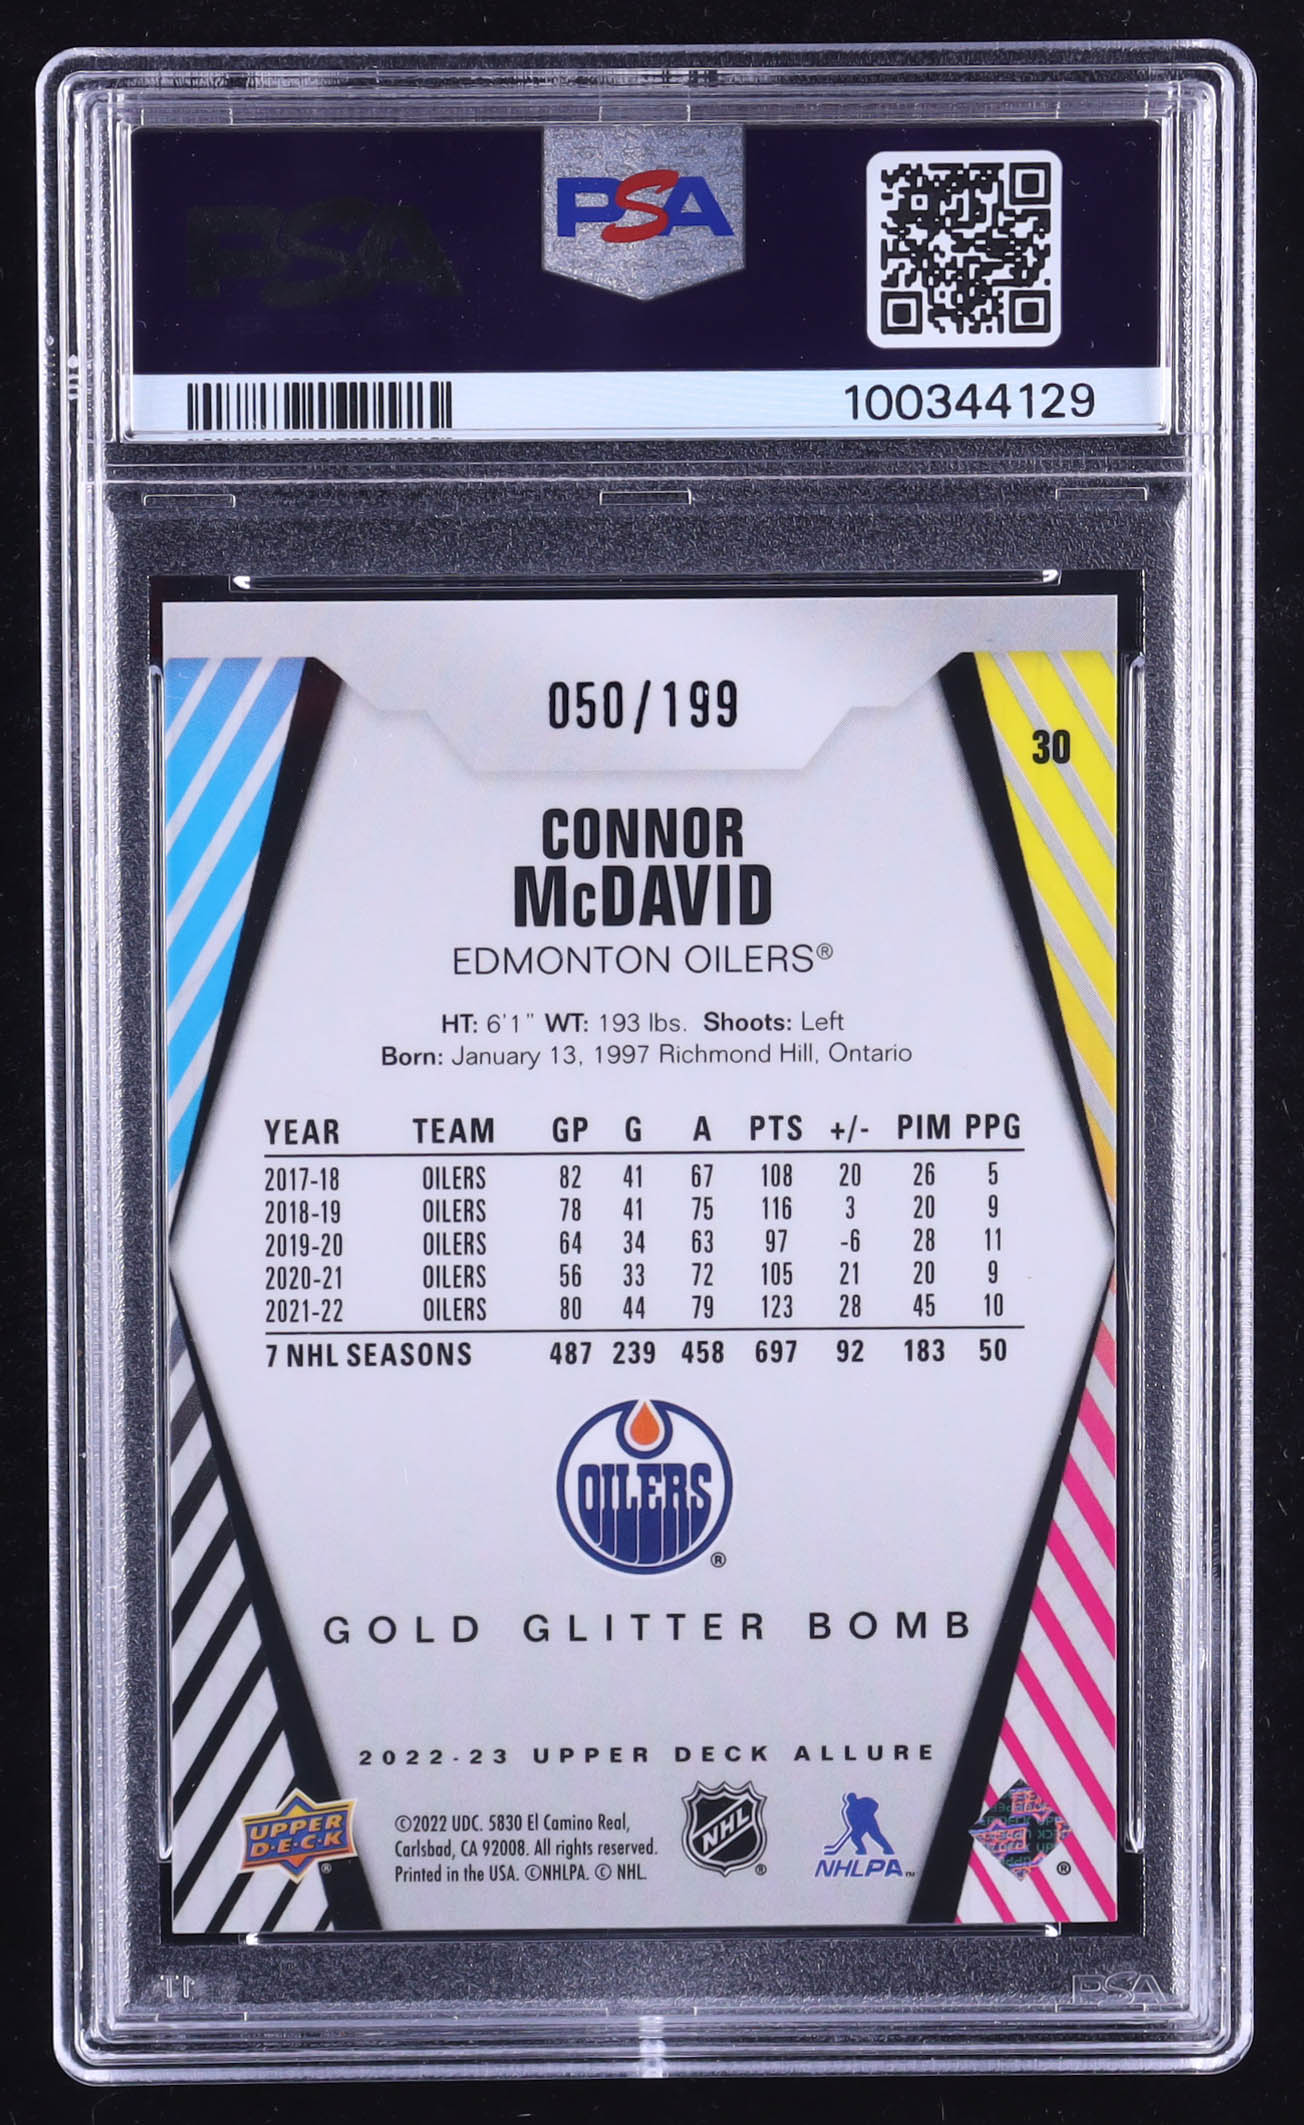 PSA
PSA
100344129
050/199
30
CONNOR
McDAVID
EDMONTON OILERS®
HT: 6'1" WT: 193 lbs. Shoots: Left
Born: January 13, 1997 Richmond Hill, Ontario
YEAR TEAM GP G A PTS +/- PIM PPG
2017-18 OILERS 82 41 67 108 20 26 5
2018-19 OILERS 78 41 75 116 3 20 9
2019-20 OILERS 64 34 63 97 -6 28 11
2020-21 OILERS 56 33 72 105 21 20 9
2021-22 OILERS 80 44 79 123 28 45 10
7 NHL SEASONS 487 239 458 697 92 183 50
OILERS
®
GOLD GLITTER BOMB
2022-23 UPPER DECK ALLURE
UPPER
D•E•C•K
®
©2022 UDC. 5830 El Camino Real,
Carlsbad, CA 92008. All rights reserved.
Printed in the USA. ©NHLPA. © NHL.
NHL
®
NHLPA™
®
PSA